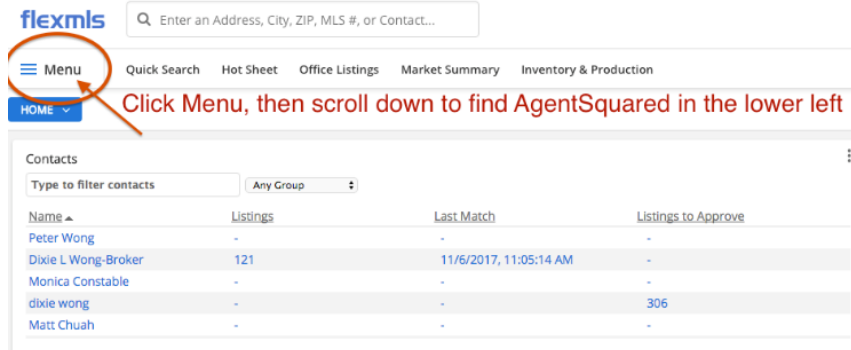 flexmls
Enter an Address, City, ZIP, MLS #, or Contact...
Menu Quick Search Hot Sheet Office Listings Market Summary Inventory & Production
HOME
Click Menu, then scroll down to find AgentSquared in the lower left
Contacts
Type to filter contacts Any Group
Name Listings Last Match Listings to Approve
Peter Wong - - -
Dixie L Wong-Broker 121 11/6/2017, 11:05:14 AM -
Monica Constable - - -
dixie wong - - 306
Matt Chuah - - -